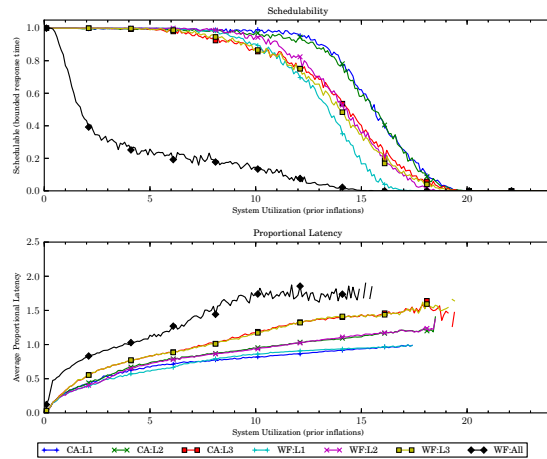 Schedulability
Schedulable (bounded response time)
1.0
0.8
0.6
0.4
0.2
0.0
0 5 10 15 20
System Utilization (prior inflations)
Proportional Latency
Average Proportional Latency
2.5
2.0
1.5
1.0
0.5
0.0
0 5 10 15 20
System Utilization (prior inflations)
CA:L1 CA:L2 CA:L3 WF:L1 WF:L2 WF:L3 WF:All